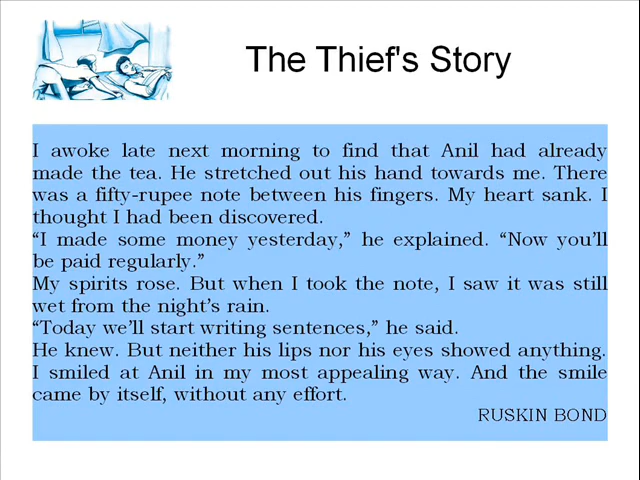 The Thief's Story
I awoke late next morning to find that Anil had already
made the tea. He stretched out his hand towards me. There
was a fifty-rupee note between his fingers. My heart sank. I
thought I had been discovered.
“I made some money yesterday,” he explained. “Now you’ll
be paid regularly.”
My spirits rose. But when I took the note, I saw it was still
wet from the night’s rain.
“Today we’ll start writing sentences,” he said.
He knew. But neither his lips nor his eyes showed anything.
I smiled at Anil in my most appealing way. And the smile
came by itself, without any effort.
RUSKIN BOND